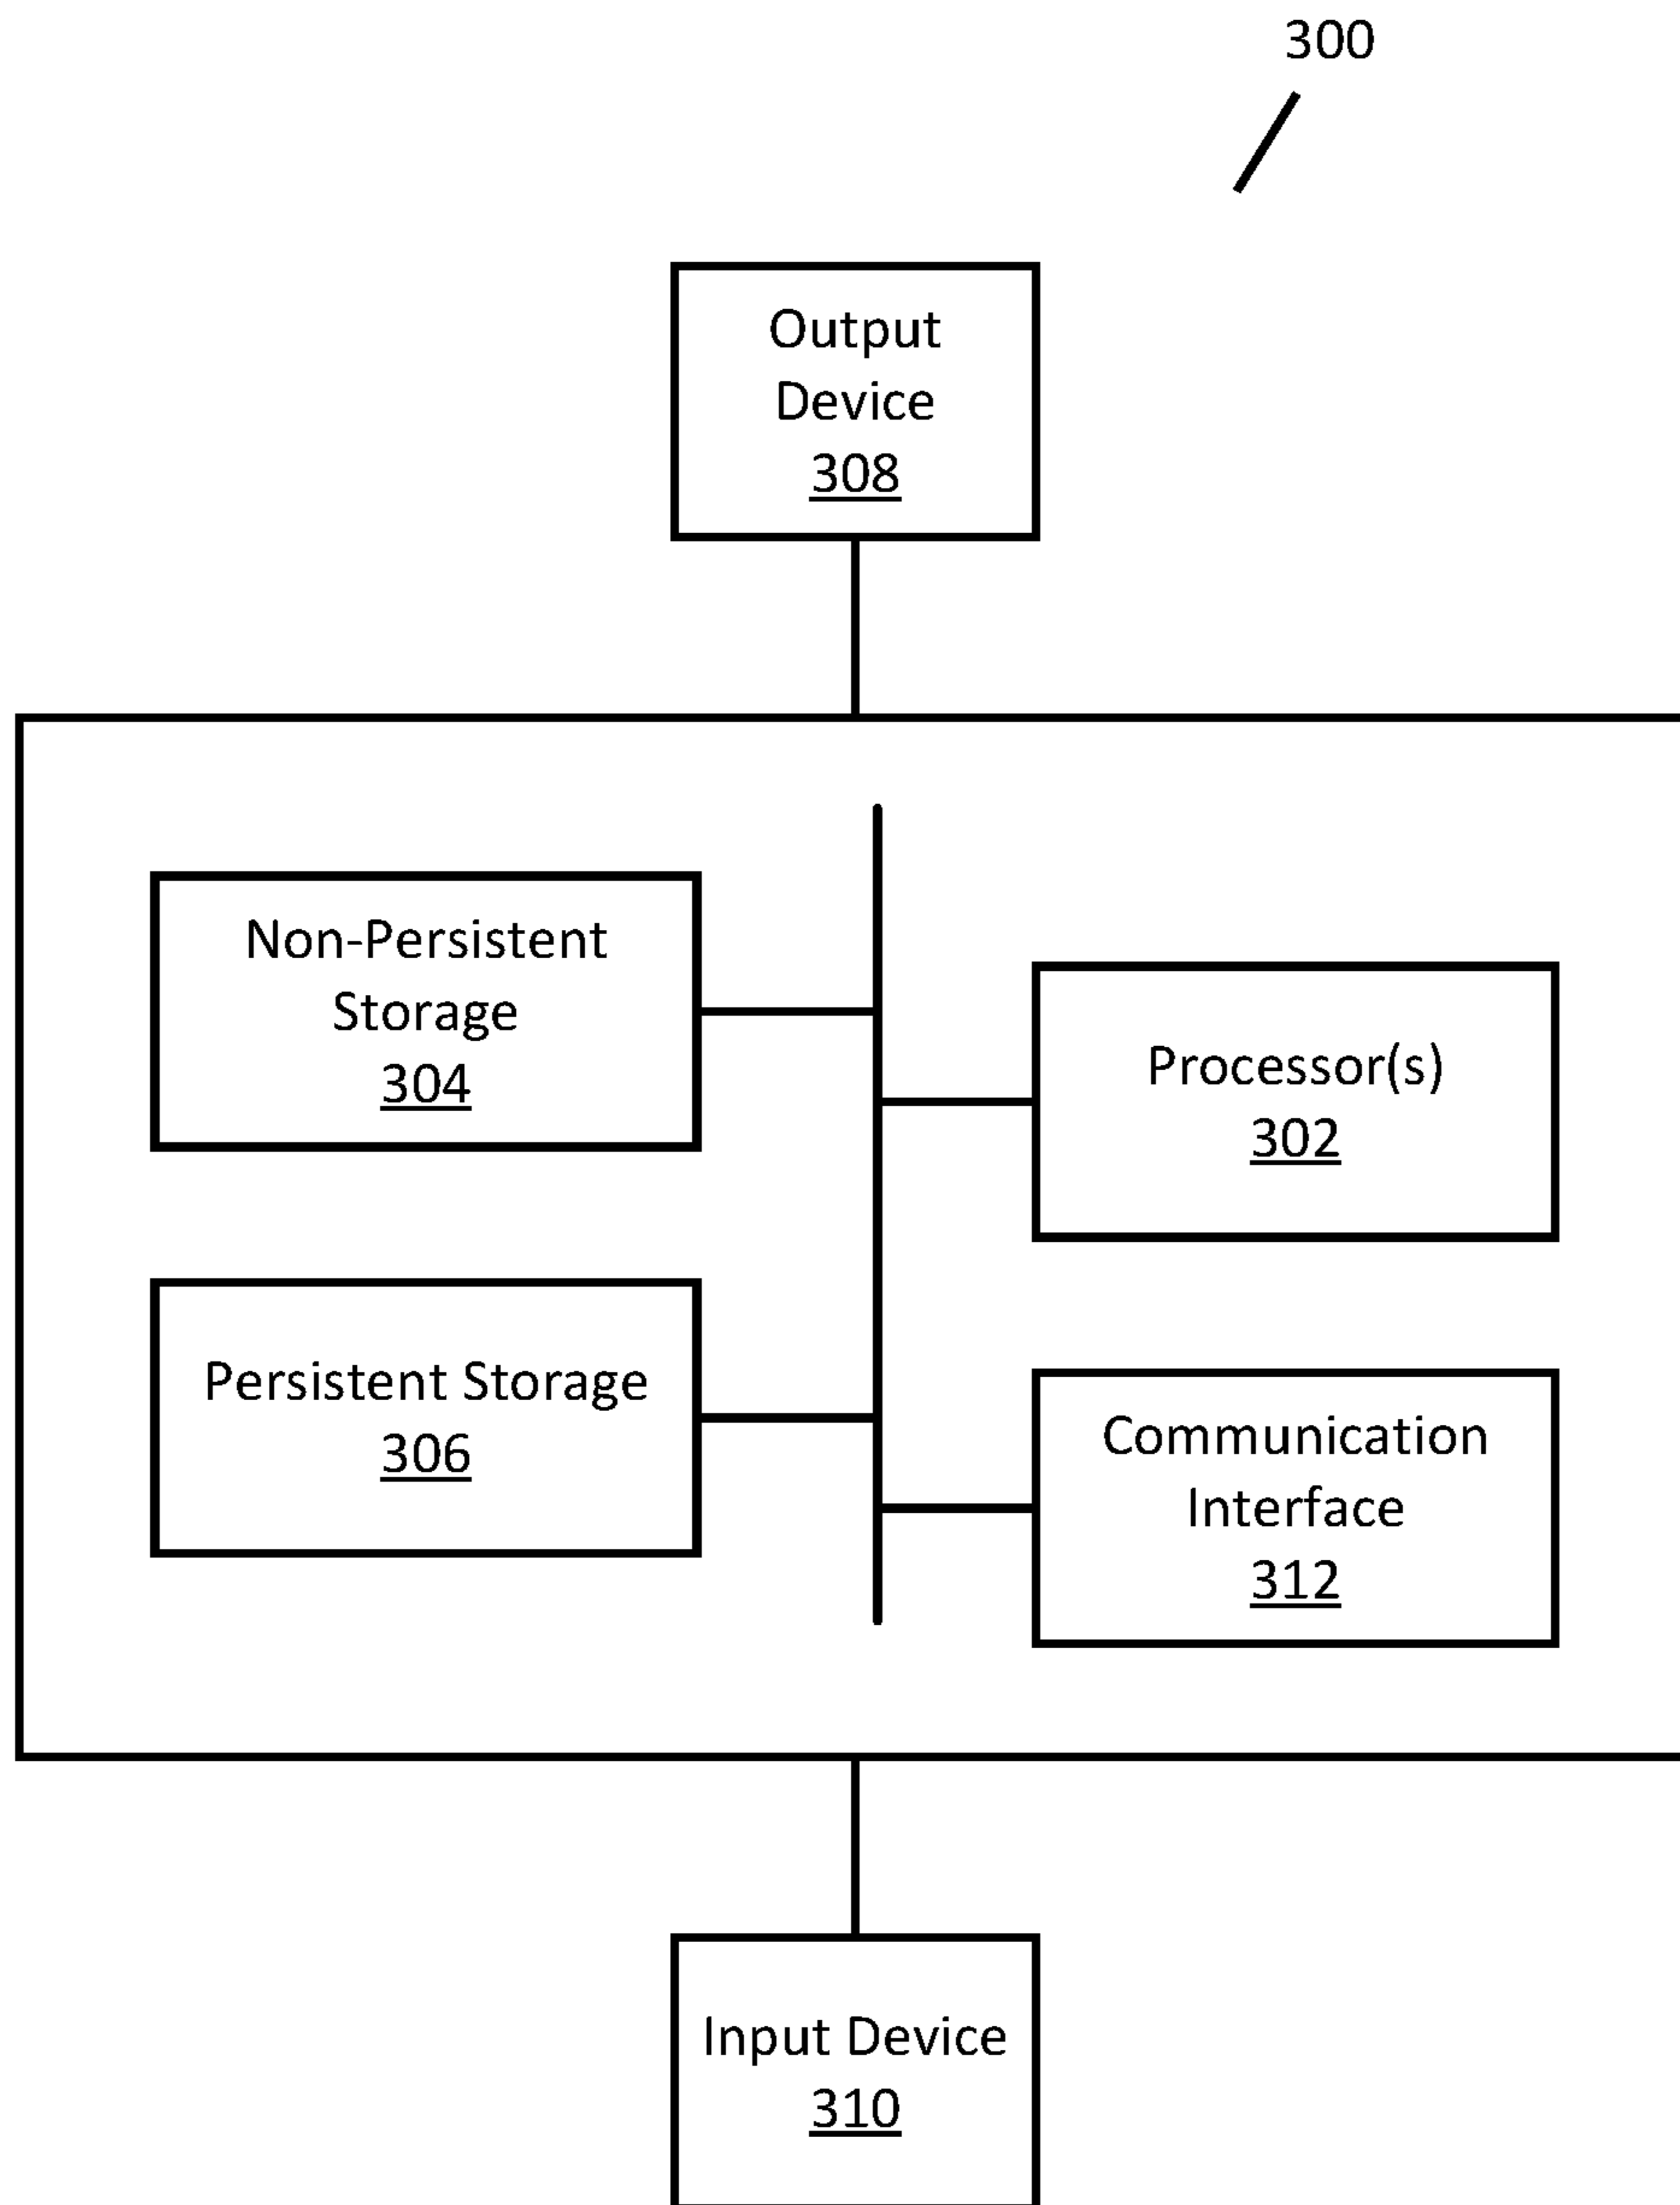 300
Output
Device
308
Non-Persistent
Storage
304
Processor(s)
302
Persistent Storage
306
Communication
Interface
312
Input Device
310